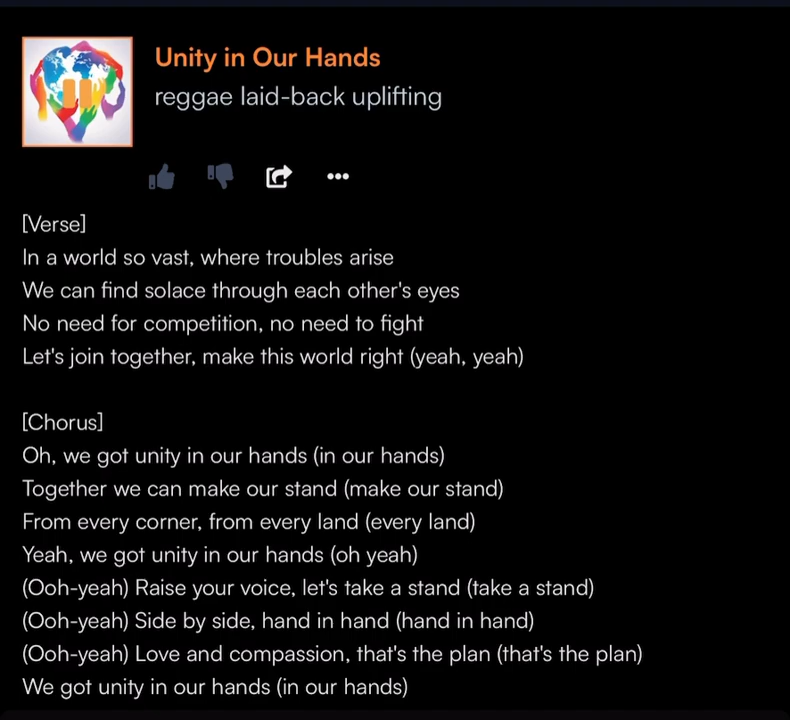 Unity in Our Hands
reggae laid-back uplifting
[Verse]
In a world so vast, where troubles arise
We can find solace through each other's eyes
No need for competition, no need to fight
Let's join together, make this world right (yeah, yeah)
[Chorus]
Oh, we got unity in our hands (in our hands)
Together we can make our stand (make our stand)
From every corner, from every land (every land)
Yeah, we got unity in our hands (oh yeah)
(Ooh-yeah) Raise your voice, let's take a stand (take a stand)
(Ooh-yeah) Side by side, hand in hand (hand in hand)
(Ooh-yeah) Love and compassion, that's the plan (that's the plan)
We got unity in our hands (in our hands)